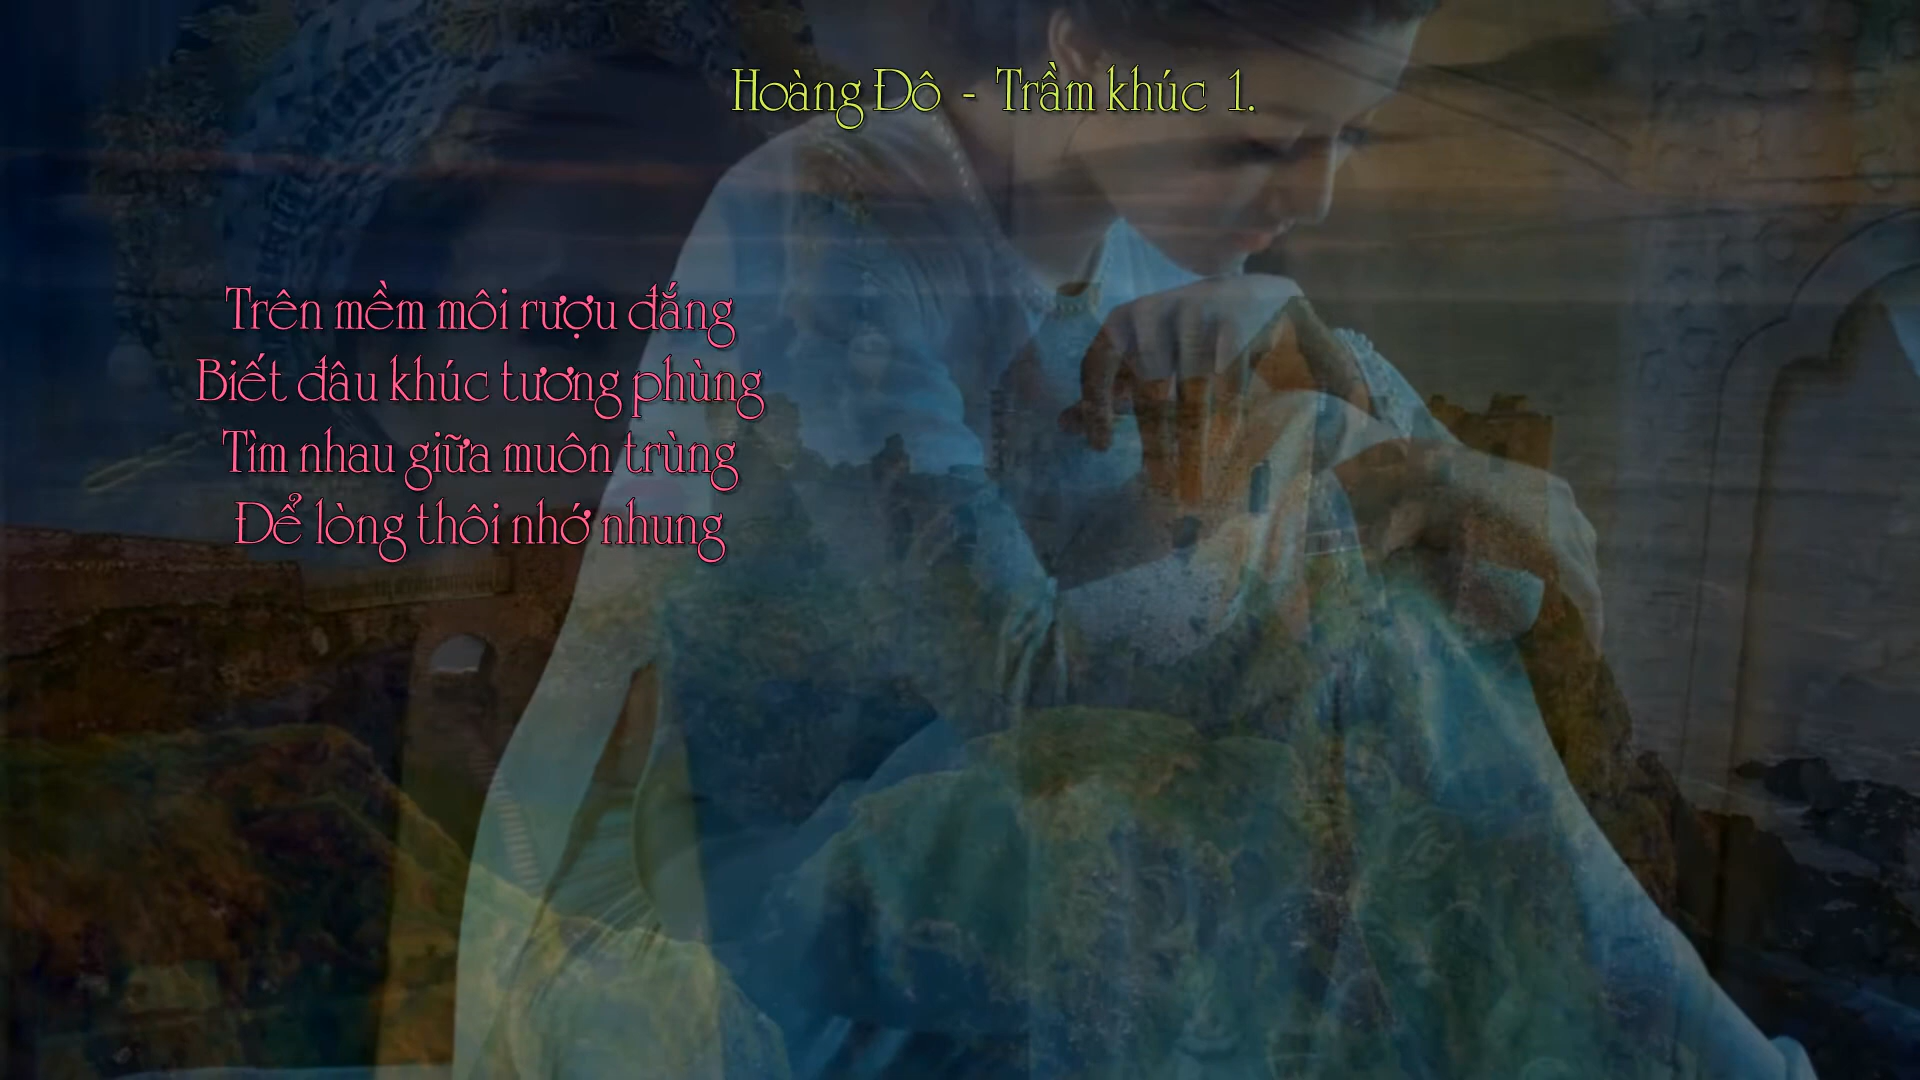 Hoàng Đô - Trầm khúc 1.
Trên mềm môi rượu đắng
Biết đâu khúc tương phùng
Tìm nhau giữa muôn trùng
Để lòng thôi nhớ nhung